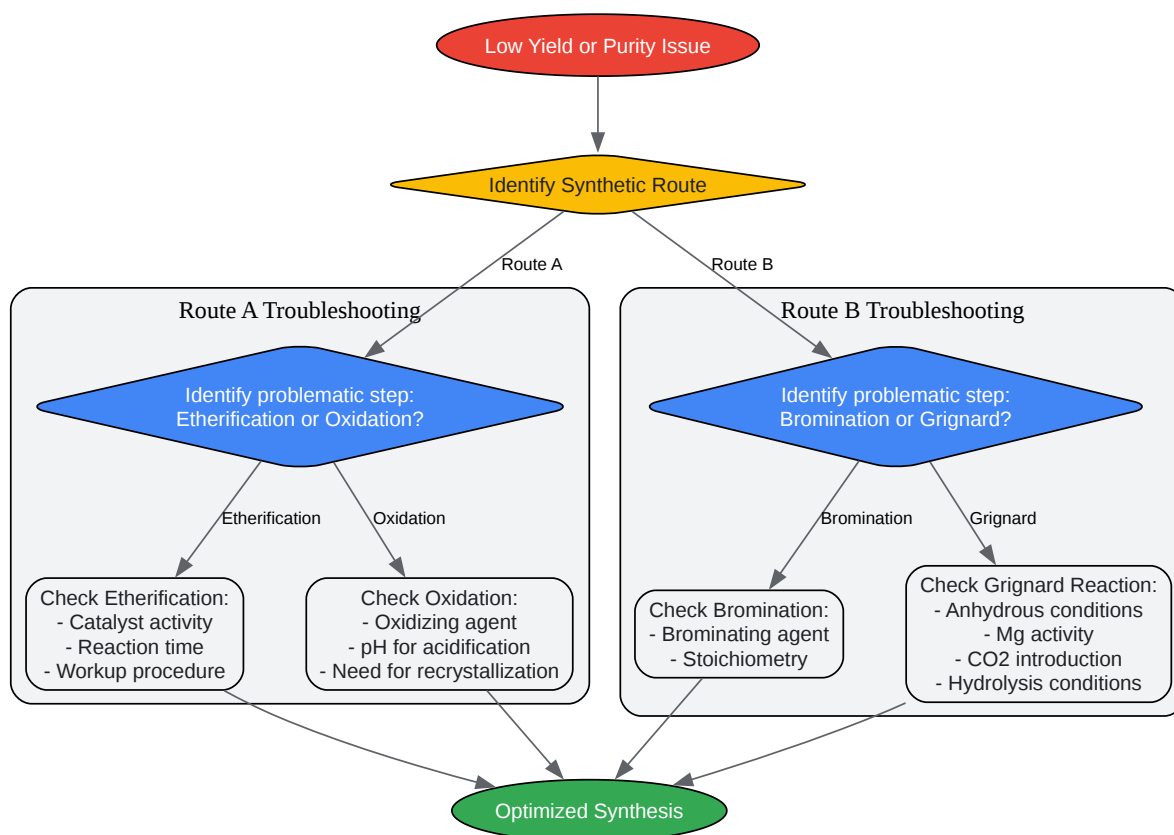 Low Yield or Purity Issue
Identify Synthetic Route
Route A
Route B
Route A Troubleshooting
Identify problematic step:
Etherification or Oxidation?
Etherification
Oxidation
Check Etherification:
- Catalyst activity
- Reaction time
- Workup procedure
Check Oxidation:
- Oxidizing agent
- pH for acidification
- Need for recrystallization
Route B Troubleshooting
Identify problematic step:
Bromination or Grignard?
Bromination
Grignard
Check Bromination:
- Brominating agent
- Stoichiometry
Check Grignard Reaction:
- Anhydrous conditions
- Mg activity
- CO2 introduction
- Hydrolysis conditions
Optimized Synthesis